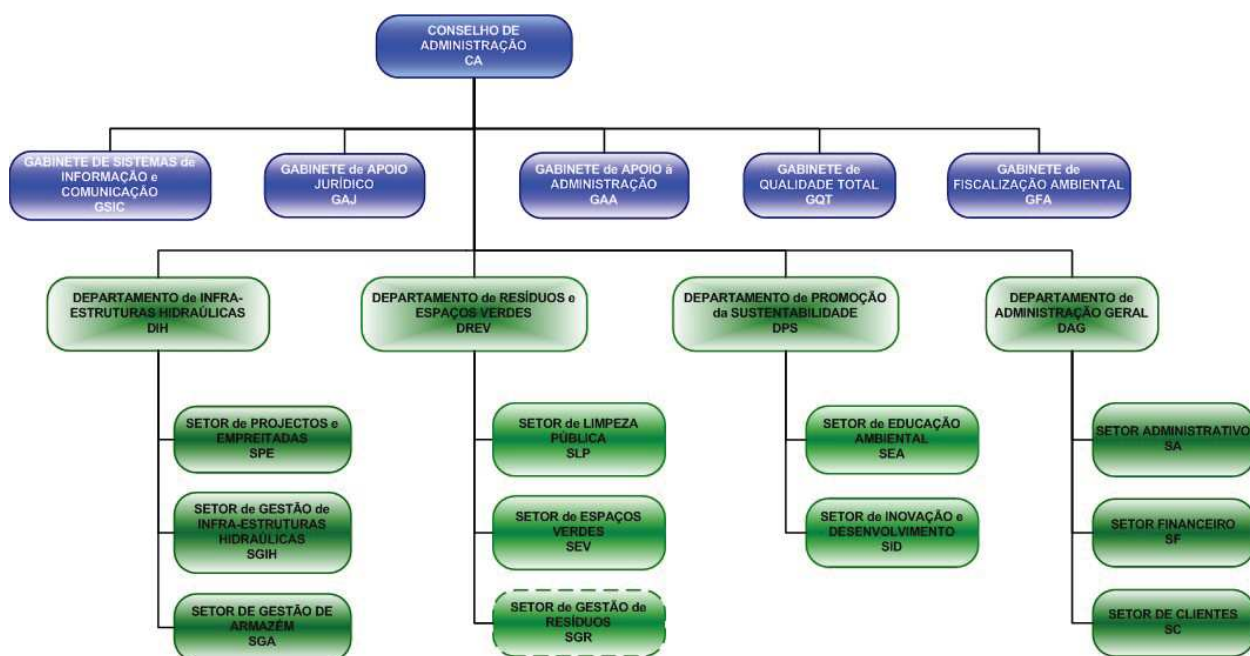 CONSELHO DE
ADMINISTRAÇÃO
CA
GABINETE DE SISTEMAS de
INFORMAÇÃO e
COMUNICAÇÃO
GSIC
GABINETE de APOIO
JURÍDICO
GAJ
GABINETE de APOIO à
ADMINISTRAÇÃO
GAA
GABINETE de
QUALIDADE TOTAL
GQT
GABINETE de
FISCALIZAÇÃO AMBIENTAL
GFA
DEPARTAMENTO de INFRA-
ESTRUTURAS HIDRAÚLICAS
DIH
DEPARTAMENTO de RESÍDUOS e
ESPAÇOS VERDES
DREV
DEPARTAMENTO de PROMOÇÃO
da SUSTENTABILIDADE
DPS
DEPARTAMENTO de
ADMINISTRAÇÃO GERAL
DAG
SETOR de PROJECTOS e
EMPREITADAS
SPE
SETOR de LIMPEZA
PÚBLICA
SLP
SETOR de EDUCAÇÃO
AMBIENTAL
SEA
SETOR ADMINISTRATIVO
SA
SETOR de GESTÃO de
INFRA-ESTRUTURAS
HIDRAÚLICAS
SGIH
SETOR de ESPAÇOS
VERDES
SEV
SETOR de INOVAÇÃO e
DESENVOLVIMENTO
SID
SETOR FINANCEIRO
SF
SETOR DE GESTÃO DE
ARMAZÉM
SGA
SETOR de GESTÃO de
RESÍDUOS
SGR
SETOR DE CLIENTES
SC